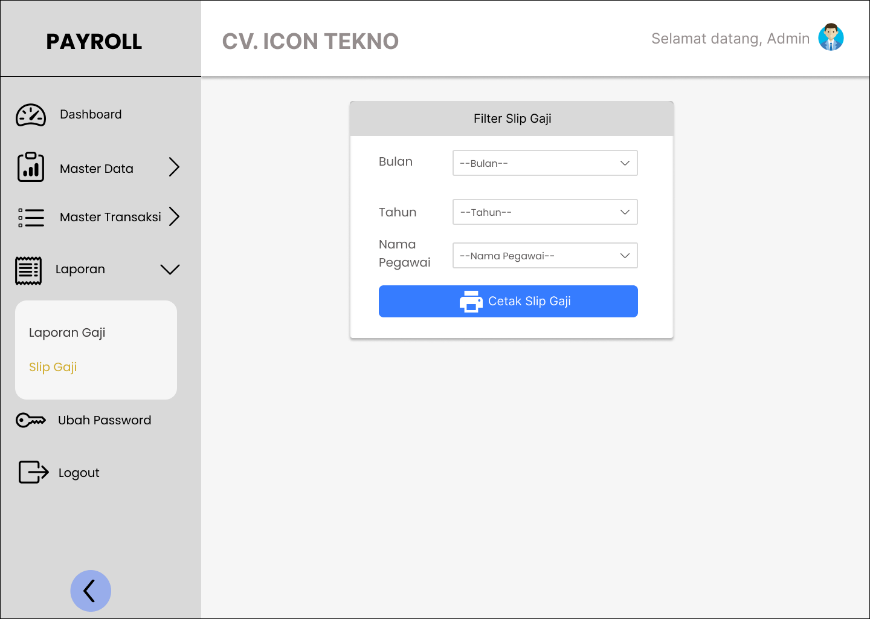 PAYROLL
CV. ICON TEKNO
Selamat datang, Admin
Dashboard
Master Data
Master Transaksi
Laporan
Laporan Gaji
Slip Gaji
Ubah Password
Logout
Filter Slip Gaji
Bulan
--Bulan--
Tahun
--Tahun--
Nama
Pegawai
--Nama Pegawai--
Cetak Slip Gaji